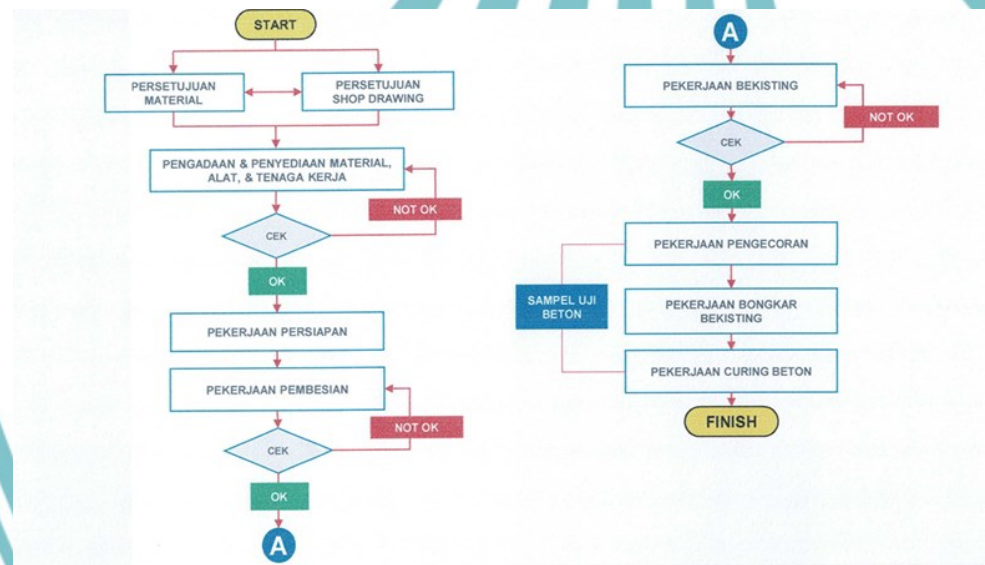 START
PERSETUJUAN
MATERIAL
PERSETUJUAN
SHOP DRAWING
PENGADAAN & PENYEDIAAN MATERIAL,
ALAT, & TENAGA KERJA
NOT OK
CEK
OK
PEKERJAAN PERSIAPAN
PEKERJAAN PEMBESIAN
NOT OK
CEK
OK
A
A
PEKERJAAN BEKISTING
NOT OK
CEK
OK
PEKERJAAN PENGECORAN
SAMPEL UJI
BETON
PEKERJAAN BONGKAR
BEKISTING
PEKERJAAN CURING BETON
FINISH